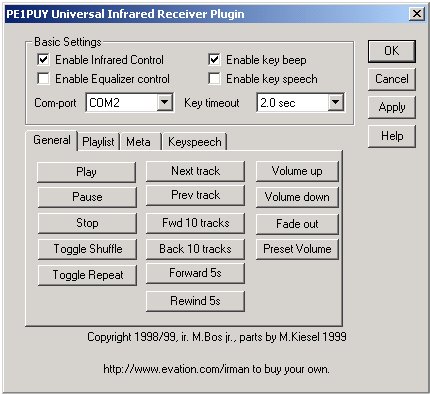 PE1PUY Universal Infrared Receiver Plugin
Basic Settings
Enable Infrared Control
Enable key beep
Enable Equalizer control
Enable key speech
Com-port
COM2
Key timeout
2.0 sec
OK
Cancel
Apply
Help
General
Playlist
Meta
Keyspeech
Play
Pause
Stop
Toggle Shuffle
Toggle Repeat
Next track
Prev track
Fwd 10 tracks
Back 10 tracks
Forward 5s
Rewind 5s
Volume up
Volume down
Fade out
Preset Volume
Copyright 1998/99, ir. M.Bos jr., parts by M.Kiesel 1999
http://www.evation.com/irman to buy your own.